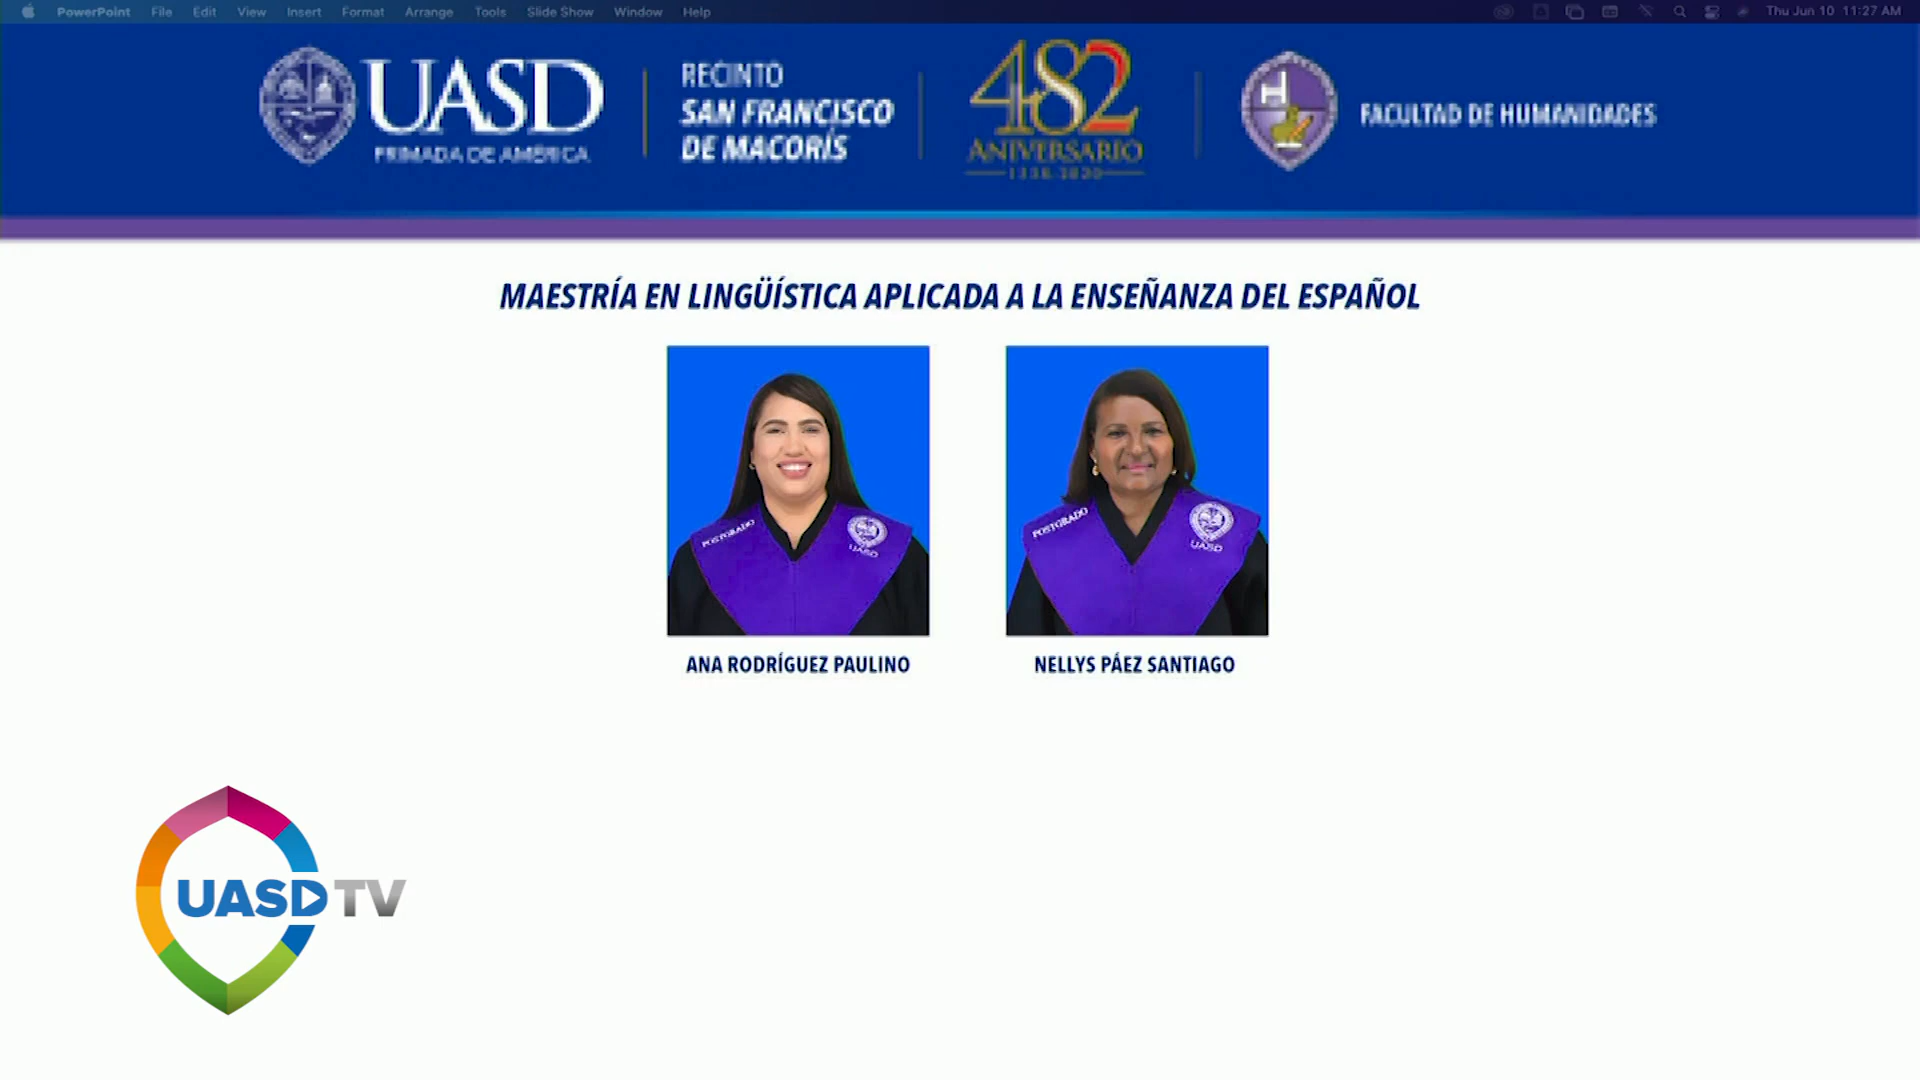 PowerPoint File Edit View Insert Format Arrange Tools Slide Show Window Help Thu Jun 10 11:27 AM
UASD
PRIMADA DE AMÉRICA
RECINTO
SAN FRANCISCO
DE MACORÍS
482
ANIVERSARIO
H
FACULTAD DE HUMANIDADES
MAESTRÍA EN LINGÜÍSTICA APLICADA A LA ENSEÑANZA DEL ESPAÑOL
POSTGRADO
UASD
POSTGRADO
UASD
ANA RODRÍGUEZ PAULINO
NELLYS PÁEZ SANTIAGO
UASD TV